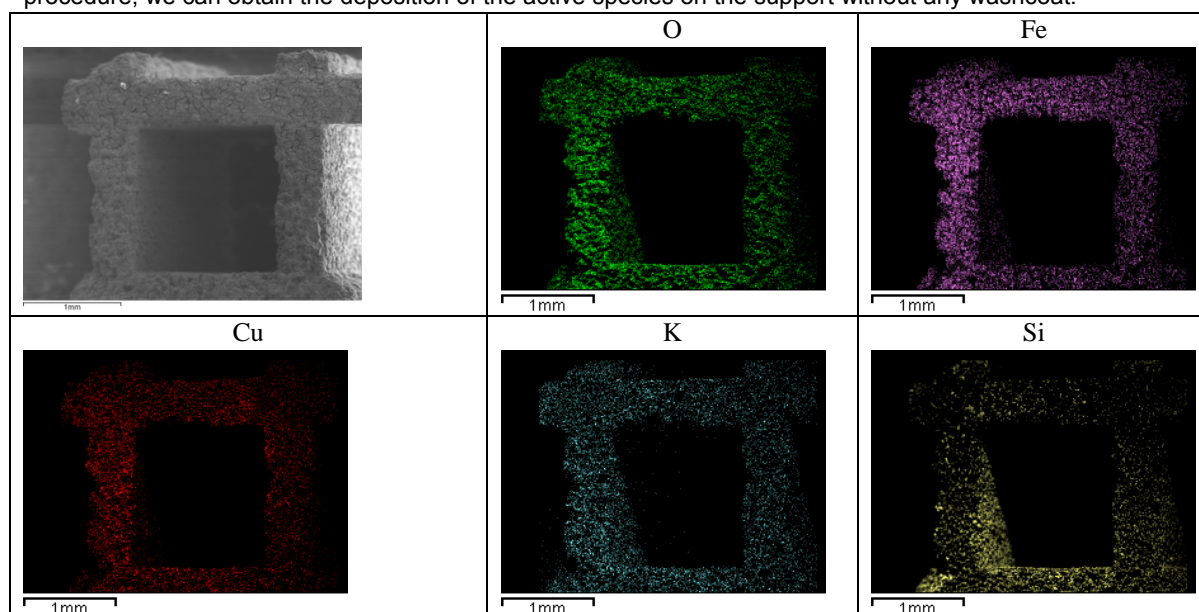 procedure, we can obtain the deposition of the active species on the support without any washcoat.
O
Fe
1mm
1mm
1mm
Cu
K
Si
1mm
1mm
1mm